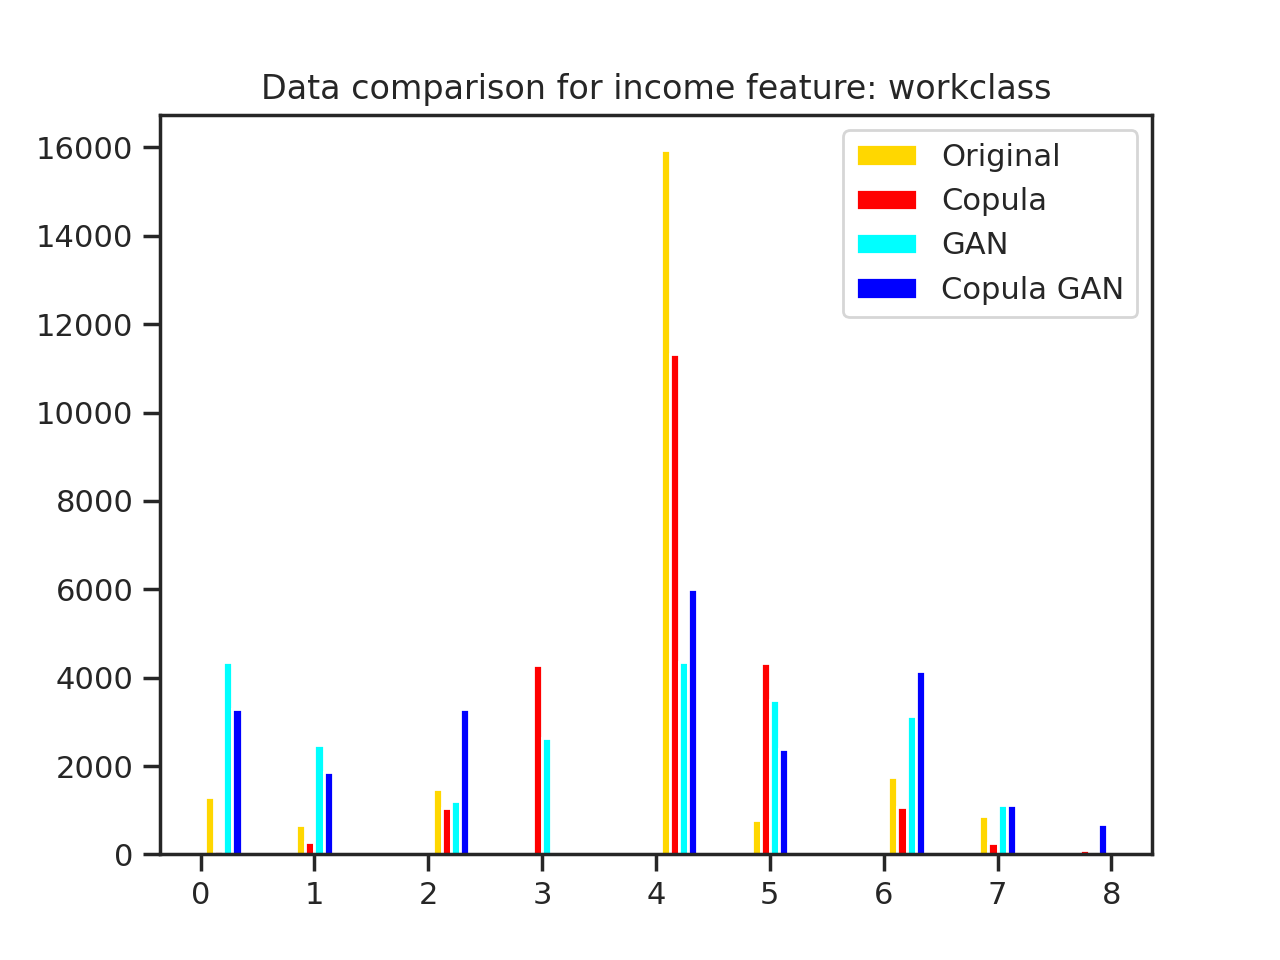 Data comparison for income feature: workclass
16000
14000
12000
10000
8000
6000
4000
2000
0
Original
Copula
GAN
Copula GAN
0 1 2 3 4 5 6 7 8